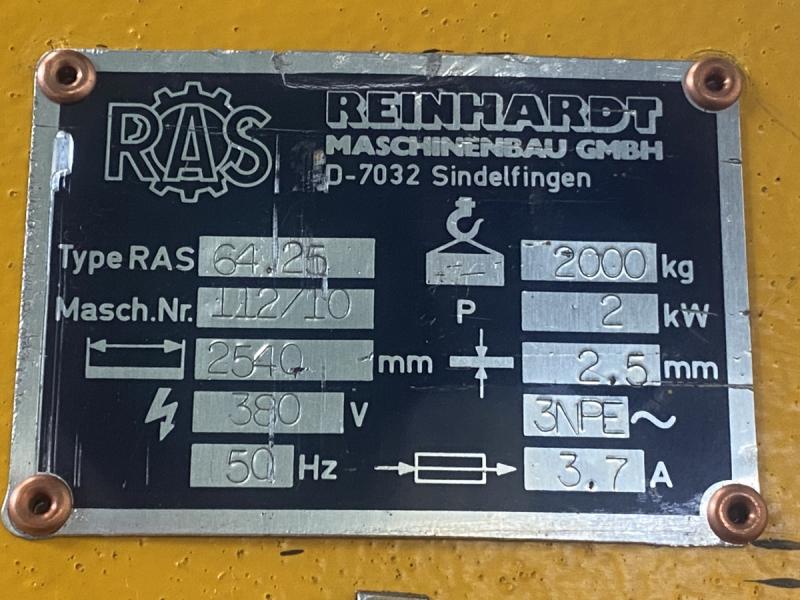 RAS
REINHARDT
MASCHINENBAU GMBH
D-7032 Sindelfingen
Type RAS 64.25
2000 kg
Masch.Nr. 112/10
P 2 kW
2540 mm
2.5 mm
380 V
3NPE ~
50 Hz
3.7 A